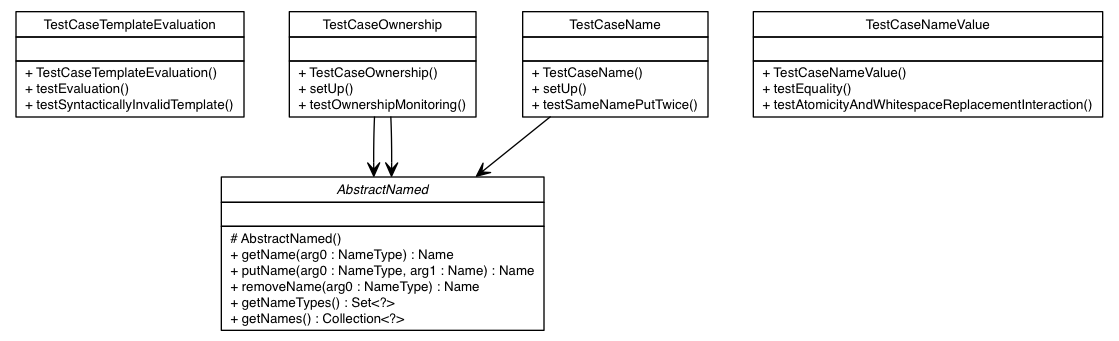 TestCaseTemplateEvaluation
+ TestCaseTemplateEvaluation()
+ testEvaluation()
+ testSyntacticallyInvalidTemplate()
TestCaseOwnership
+ TestCaseOwnership()
+ setUp()
+ testOwnershipMonitoring()
TestCaseName
+ TestCaseName()
+ setUp()
+ testSameNamePutTwice()
TestCaseNameValue
+ TestCaseNameValue()
+ testEquality()
+ testAtomicityAndWhitespaceReplacementInteraction()
AbstractNamed
# AbstractNamed()
+ getName(arg0 : NameType) : Name
+ putName(arg0 : NameType, arg1 : Name) : Name
+ removeName(arg0 : NameType) : Name
+ getNameTypes() : Set<?>
+ getNames() : Collection<?>